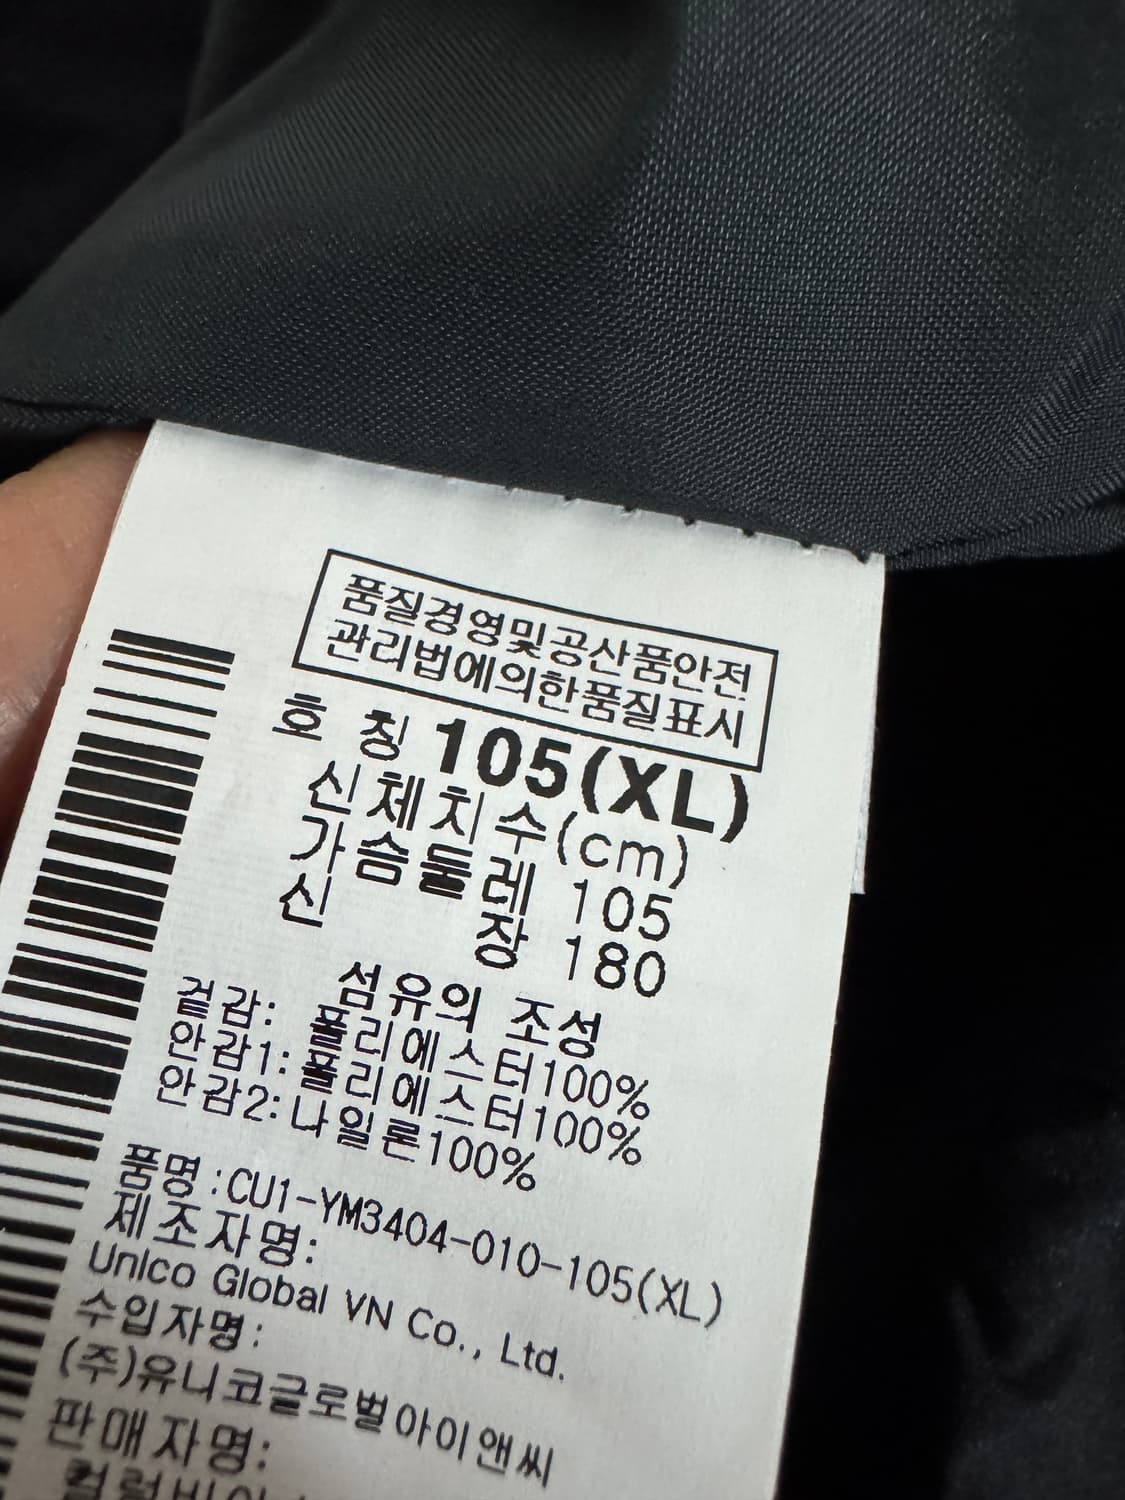 품질경영및공산품안전
관리법에의한품질표시
호 칭 105(XL)
신체치수(cm)
가슴둘레 105
신 장 180
섬유의 조성
겉감: 폴리에스터100%
안감1: 폴리에스터100%
안감2: 나일론100%
품명:CU1-YM3404-010-105(XL)
제조자명:
Unico Global VN Co., Ltd.
수입자명:
(주)유니코글로벌아이앤씨
판매자명: